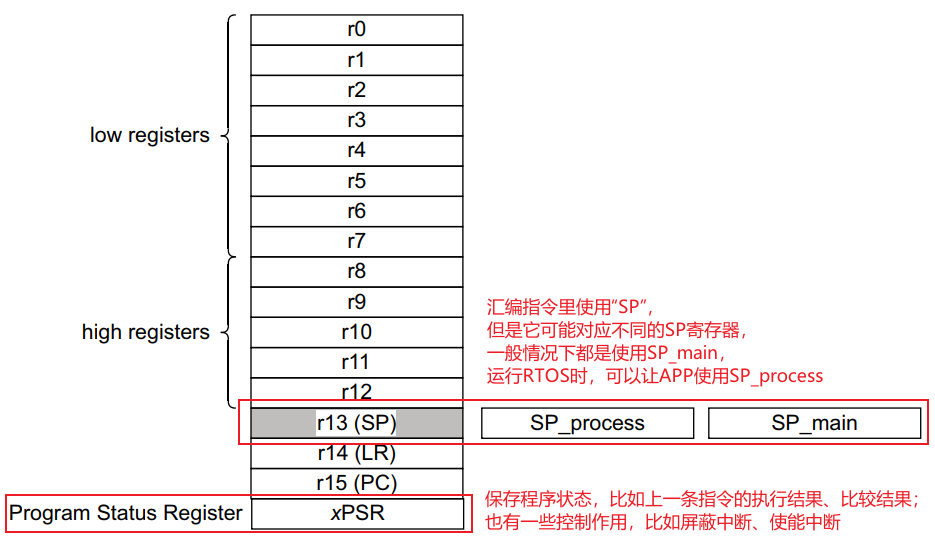 r0
r1
r2
r3
low registers
r4
r5
r6
r7
r8
r9
high registers
r10
r11
r12
汇编指令里使用“SP”,
但是它可能对应不同的SP寄存器,
一般情况下都是使用SP_main,
运行RTOS时,可以让APP使用SP_process
r13 (SP)
SP_process
SP_main
r14 (LR)
r15 (PC)
Program Status Register
xPSR
保存程序状态,比如上一条指令的执行结果、比较结果;
也有一些控制作用,比如屏蔽中断、使能中断